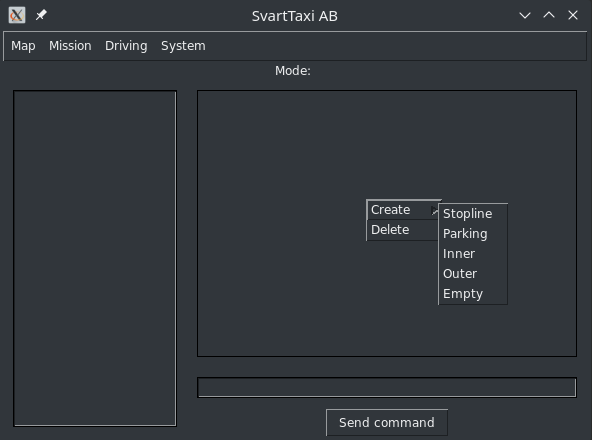 SvartTaxi AB
Map Mission Driving System
Mode:
Create
Delete
Stopline
Parking
Inner
Outer
Empty
Send command